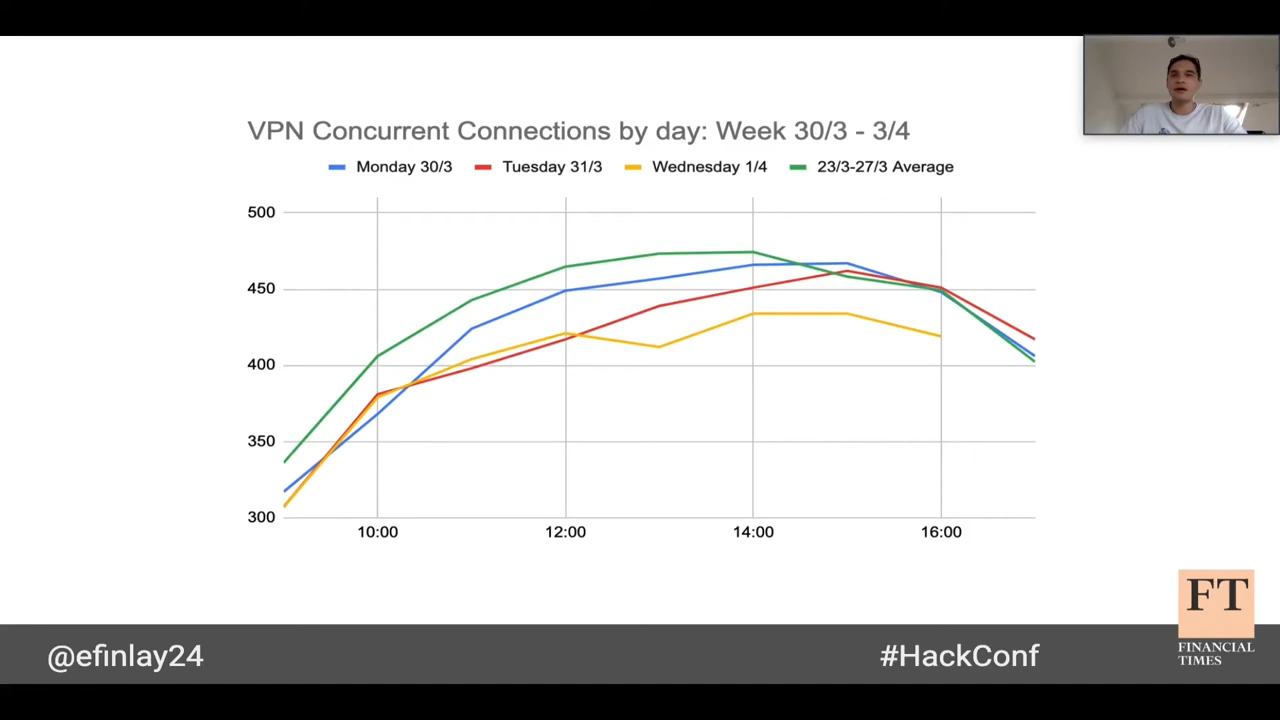 VPN Concurrent Connections by day: Week 30/3 - 3/4
Monday 30/3 Tuesday 31/3 Wednesday 1/4 23/3-27/3 Average
500
450
400
350
300
10:00 12:00 14:00 16:00
FT
FINANCIAL
TIMES
@efinlay24 #HackConf